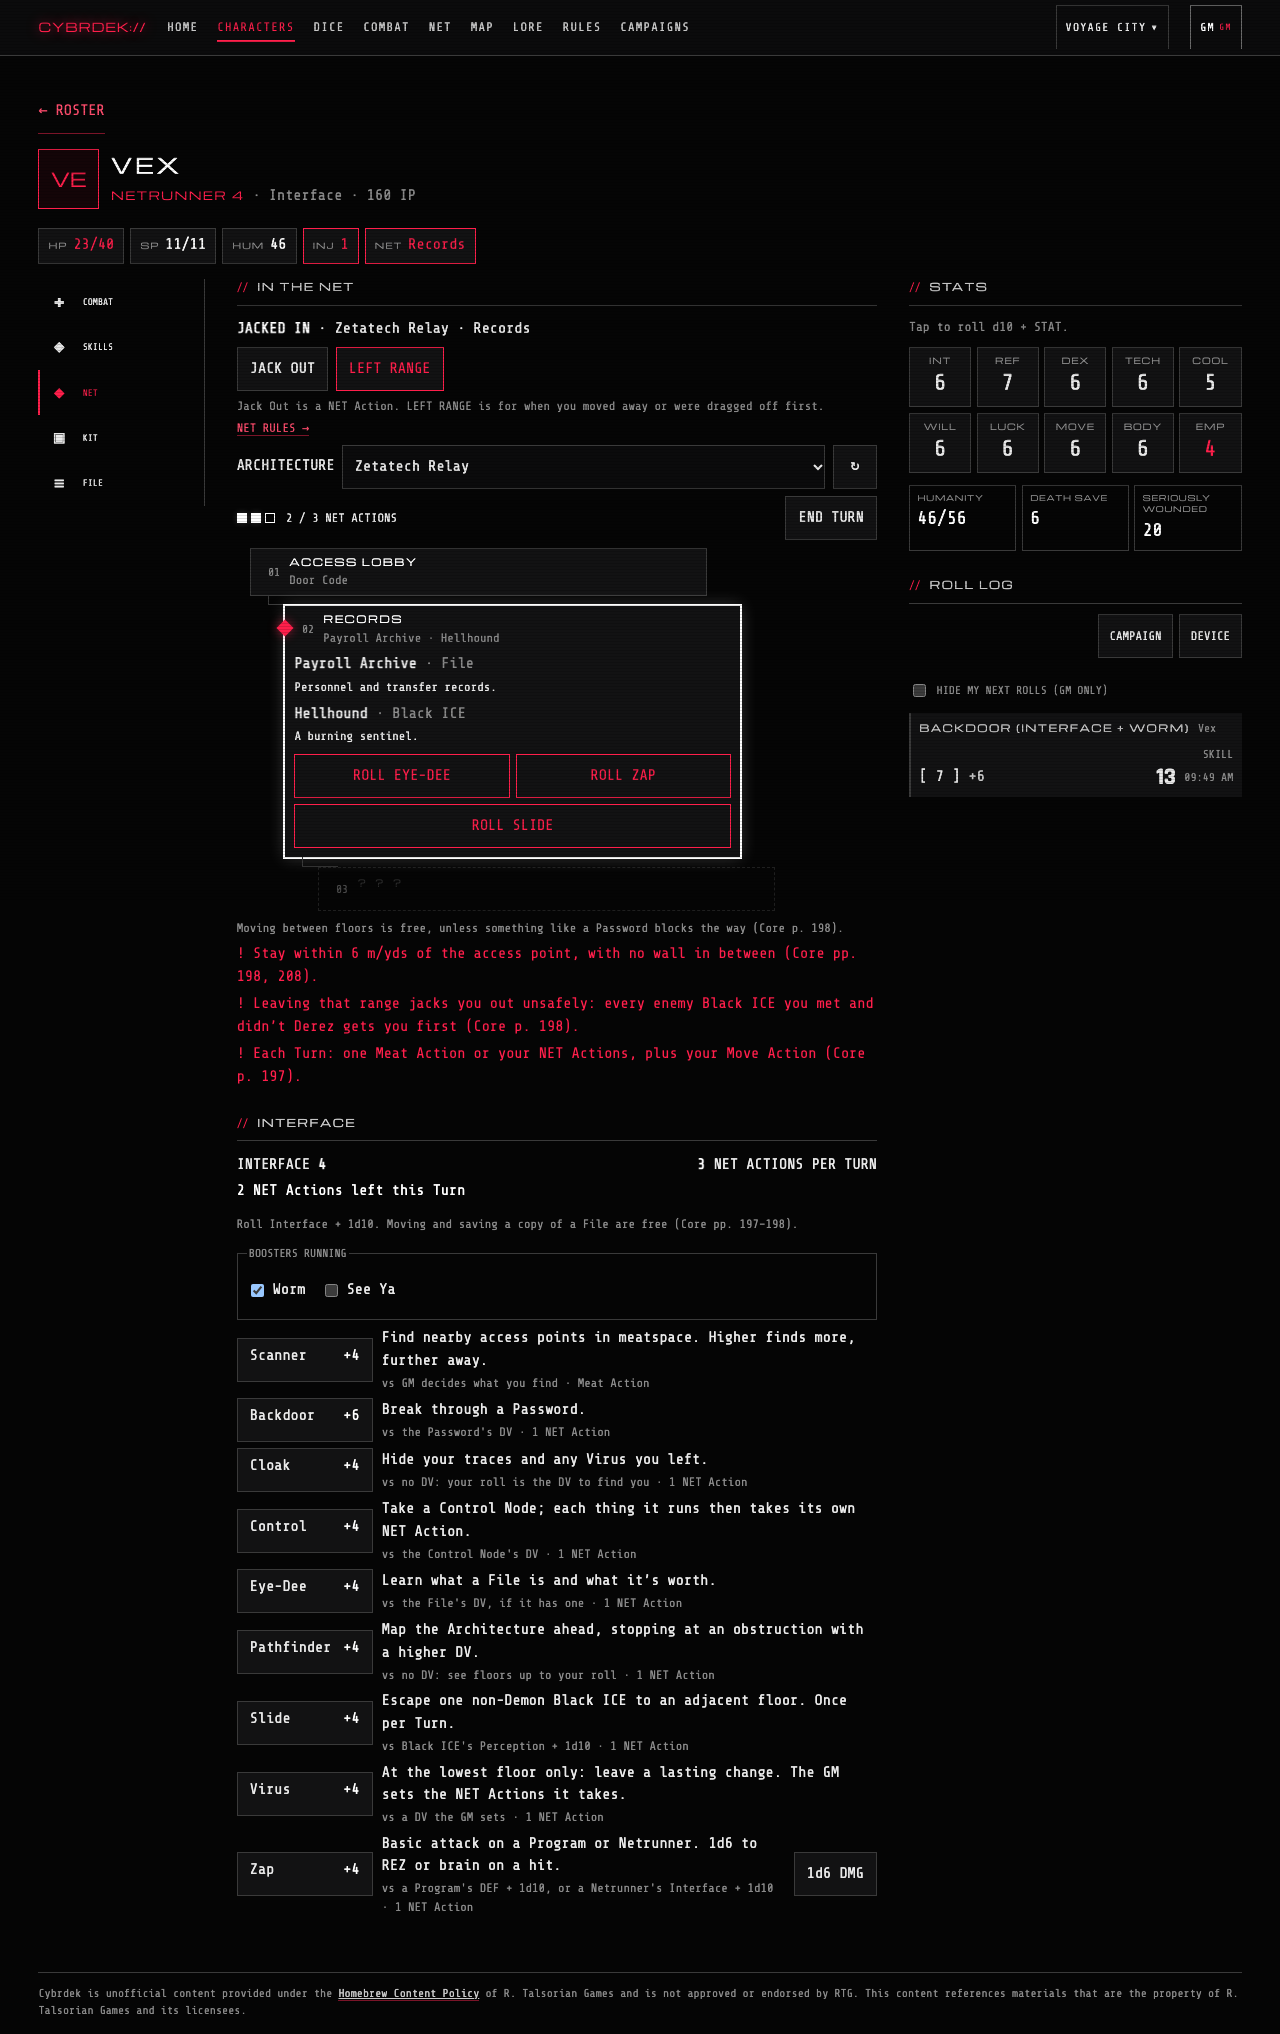 CYBRDEK:// HOME CHARACTERS DICE COMBAT NET MAP LORE RULES CAMPAIGNS VOYAGE CITY ▾ GM GM
← ROSTER
VE
VEX
NETRUNNER 4 · Interface · 160 IP
HP 23/40 SP 11/11 HUM 46 INJ 1 NET Records
COMBAT
SKILLS
NET
KIT
FILE
// IN THE NET
JACKED IN · Zetatech Relay · Records
JACK OUT LEFT RANGE
Jack Out is a NET Action. LEFT RANGE is for when you moved away or were dragged off first.
NET RULES →
ARCHITECTURE Zetatech Relay ↻
2 / 3 NET ACTIONS END TURN
01 ACCESS LOBBY
Door Code
02 RECORDS
Payroll Archive · Hellhound
Payroll Archive · File
Personnel and transfer records.
Hellhound · Black ICE
A burning sentinel.
ROLL EYE-DEE ROLL ZAP
ROLL SLIDE
03 ? ? ?
Moving between floors is free, unless something like a Password blocks the way (Core p. 198).
! Stay within 6 m/yds of the access point, with no wall in between (Core pp.
198, 208).
! Leaving that range jacks you out unsafely: every enemy Black ICE you met and
didn't Derez gets you first (Core p. 198).
! Each Turn: one Meat Action or your NET Actions, plus your Move Action (Core
p. 197).
// INTERFACE
INTERFACE 4 3 NET ACTIONS PER TURN
2 NET Actions left this Turn
Roll Interface + 1d10. Moving and saving a copy of a File are free (Core pp. 197–198).
BOOSTERS RUNNING
Worm See Ya
Scanner +4 Find nearby access points in meatspace. Higher finds more,
further away.
vs GM decides what you find · Meat Action
Backdoor +6 Break through a Password.
vs the Password's DV · 1 NET Action
Cloak +4 Hide your traces and any Virus you left.
vs no DV: your roll is the DV to find you · 1 NET Action
Control +4 Take a Control Node; each thing it runs then takes its own
NET Action.
vs the Control Node's DV · 1 NET Action
Eye-Dee +4 Learn what a File is and what it's worth.
vs the File's DV, if it has one · 1 NET Action
Pathfinder +4 Map the Architecture ahead, stopping at an obstruction with
a higher DV.
vs no DV: see floors up to your roll · 1 NET Action
Slide +4 Escape one non-Demon Black ICE to an adjacent floor. Once
per Turn.
vs Black ICE's Perception + 1d10 · 1 NET Action
Virus +4 At the lowest floor only: leave a lasting change. The GM
sets the NET Actions it takes.
vs a DV the GM sets · 1 NET Action
Zap +4 Basic attack on a Program or Netrunner. 1d6 to
REZ or brain on a hit.
vs a Program's DEF + 1d10, or a Netrunner's Interface + 1d10
· 1 NET Action
1d6 DMG
// STATS
Tap to roll d10 + STAT.
INT REF DEX TECH COOL
6 7 6 6 5
WILL LUCK MOVE BODY EMP
6 6 6 6 4
HUMANITY
46/56
DEATH SAVE
6
SERIOUSLY
WOUNDED
20
// ROLL LOG
CAMPAIGN DEVICE
HIDE MY NEXT ROLLS (GM ONLY)
BACKDOOR (INTERFACE + WORM) Vex
SKILL
[ 7 ] +6 13 09:49 AM
Cybrdek is unofficial content provided under the Homebrew Content Policy of R. Talsorian Games and is not approved or endorsed by RTG. This content references materials that are the property of R.
Talsorian Games and its licensees.